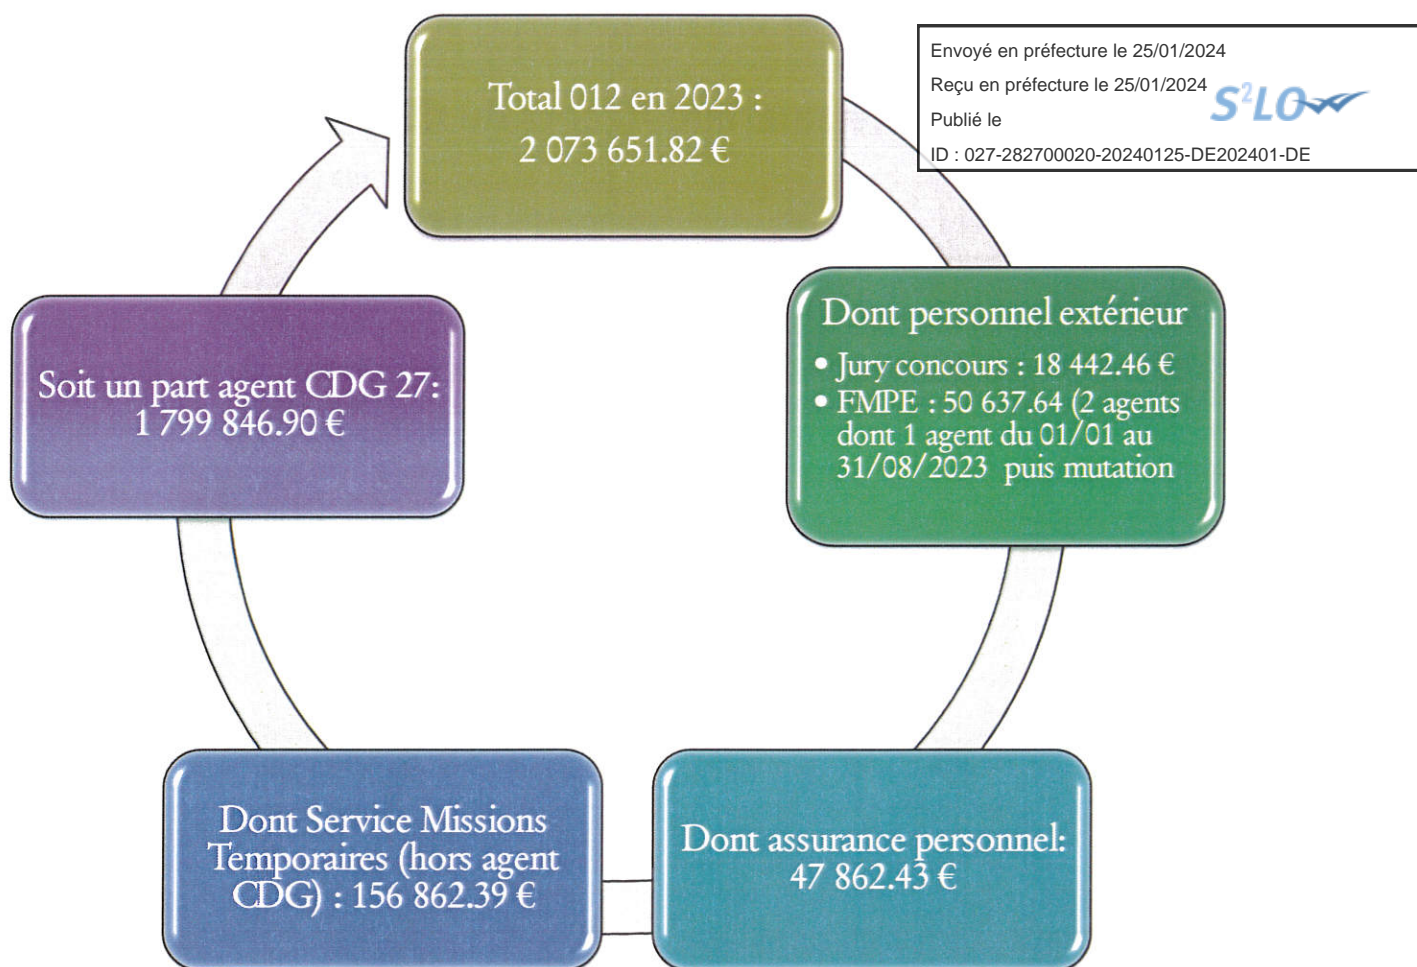 Total 012 en 2023 :
2 073 651.82 €
Envoyé en préfecture le 25/01/2024
Reçu en préfecture le 25/01/2024
S²LO
Publié le
ID : 027-282700020-20240125-DE202401-DE
Dont personnel extérieur
• Jury concours : 18 442.46 €
• FMPE : 50 637.64 (2 agents
dont 1 agent du 01/01 au
31/08/2023 puis mutation
Dont assurance personnel:
47 862.43 €
Dont Service Missions
Temporaires (hors agent
CDG) : 156 862.39 €
Soit un part agent CDG 27:
1 799 846.90 €